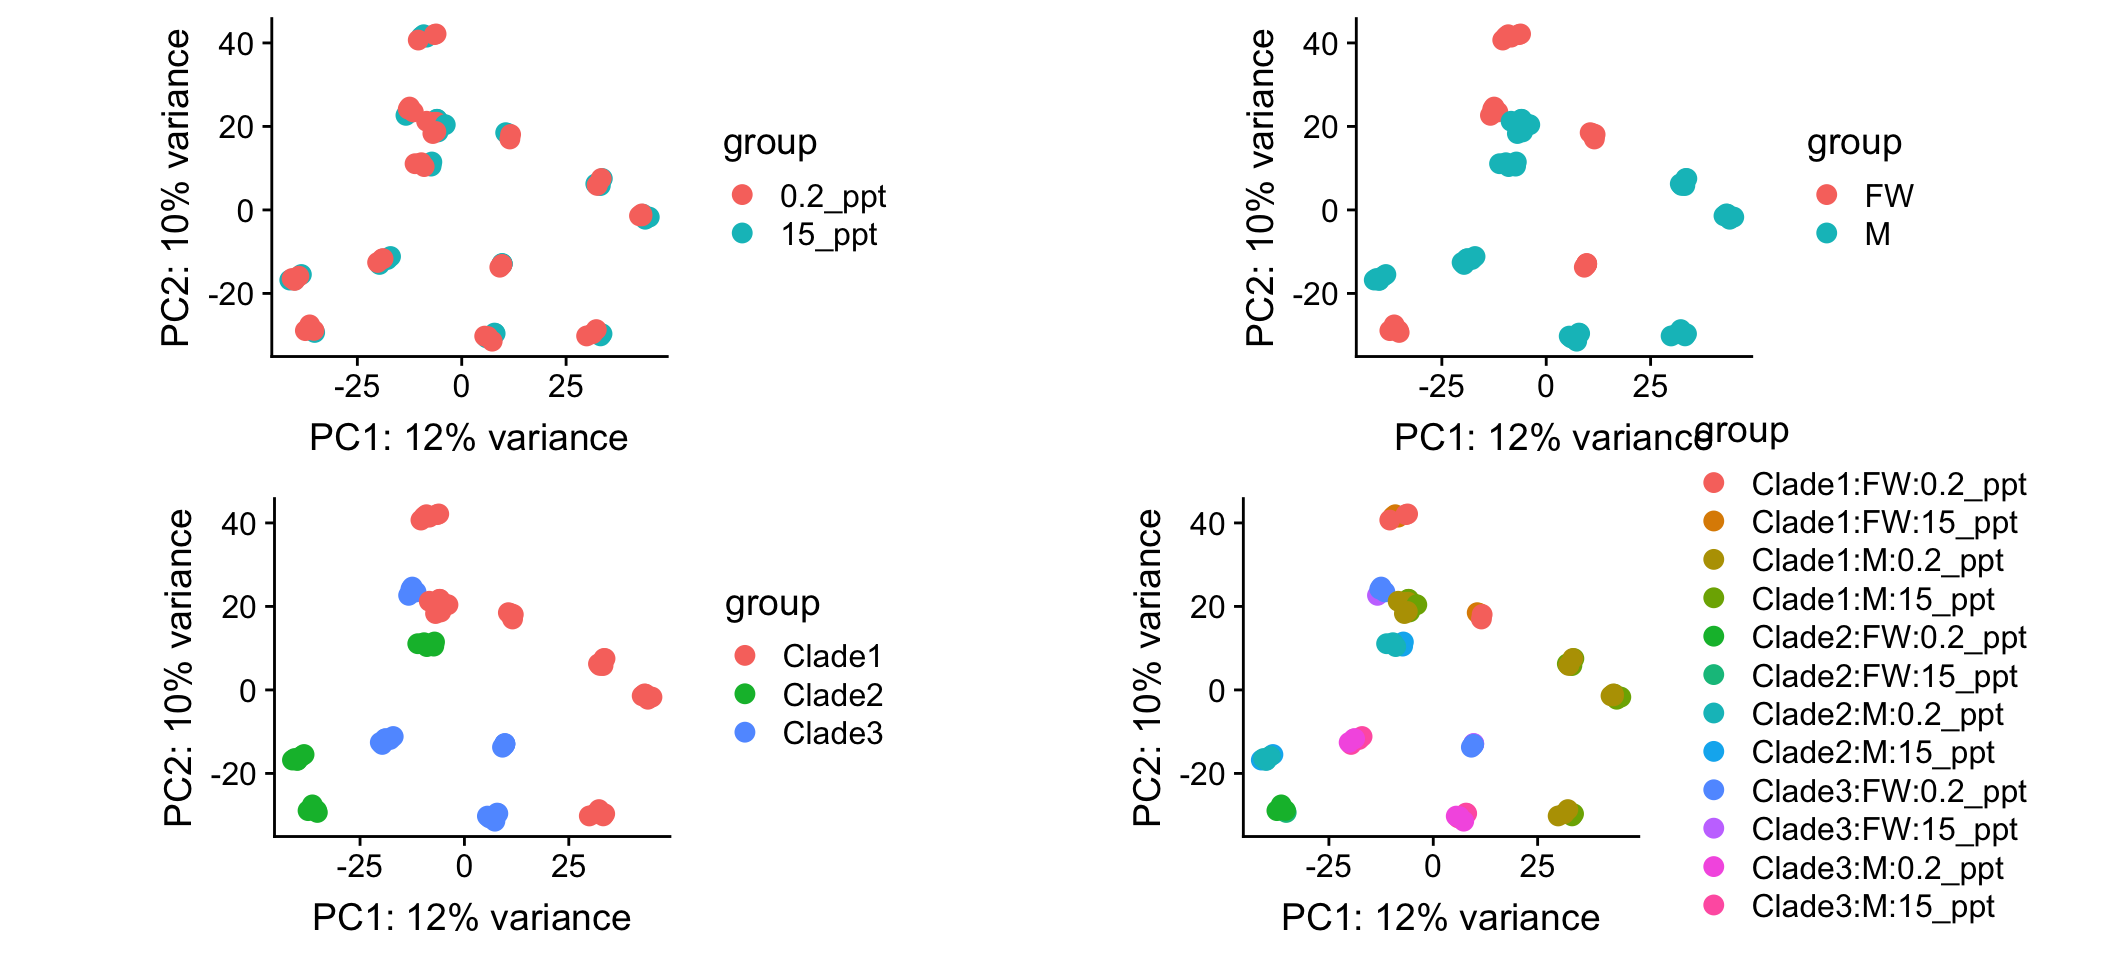 PC2: 10% variance
40
20
0
-20
-25
0
25
PC1: 12% variance
group
0.2_ppt
15_ppt
PC2: 10% variance
40
20
0
-20
-25
0
25
PC1: 12% variance
group
FW
M
PC2: 10% variance
40
20
0
-20
-25
0
25
PC1: 12% variance
group
Clade1
Clade2
Clade3
PC2: 10% variance
40
20
0
-20
-25
0
25
PC1: 12% variance
group
Clade1:FW:0.2_ppt
Clade1:FW:15_ppt
Clade1:M:0.2_ppt
Clade1:M:15_ppt
Clade2:FW:0.2_ppt
Clade2:FW:15_ppt
Clade2:M:0.2_ppt
Clade2:M:15_ppt
Clade3:FW:0.2_ppt
Clade3:FW:15_ppt
Clade3:M:0.2_ppt
Clade3:M:15_ppt